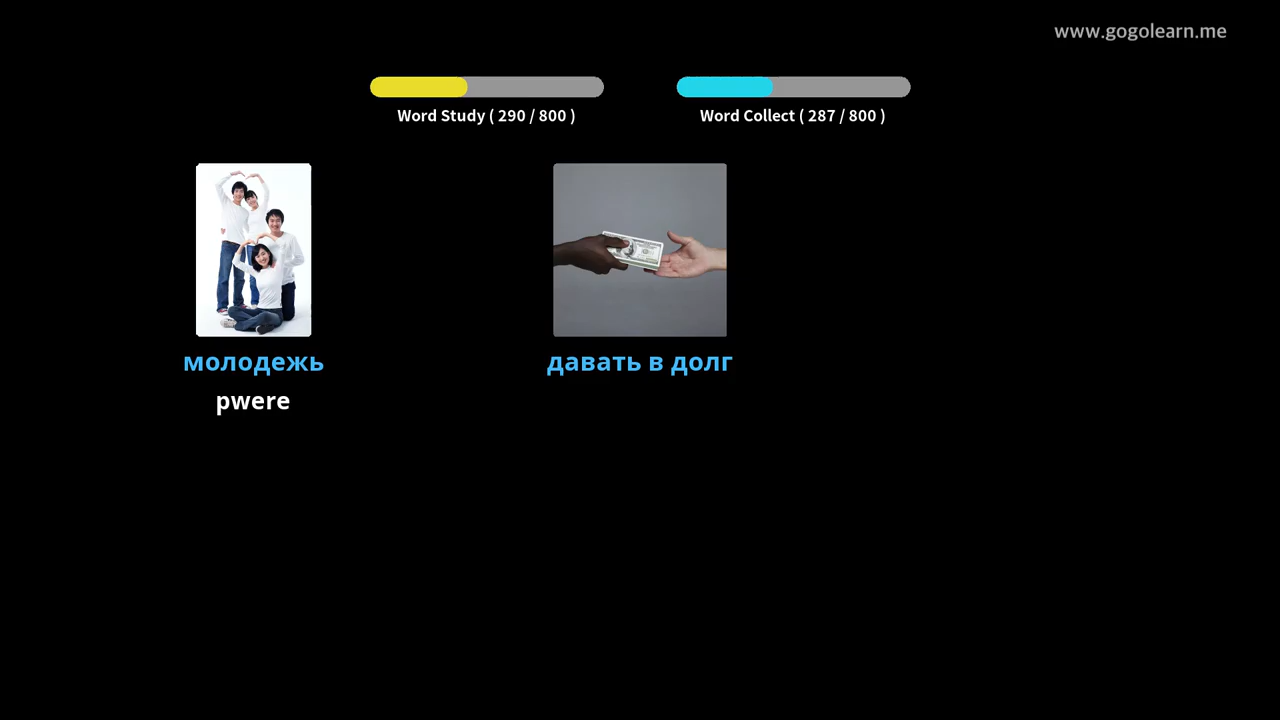 www.gogolearn.me
Word Study ( 290 / 800 )
Word Collect ( 287 / 800 )
молодежь
pwere
давать в долг